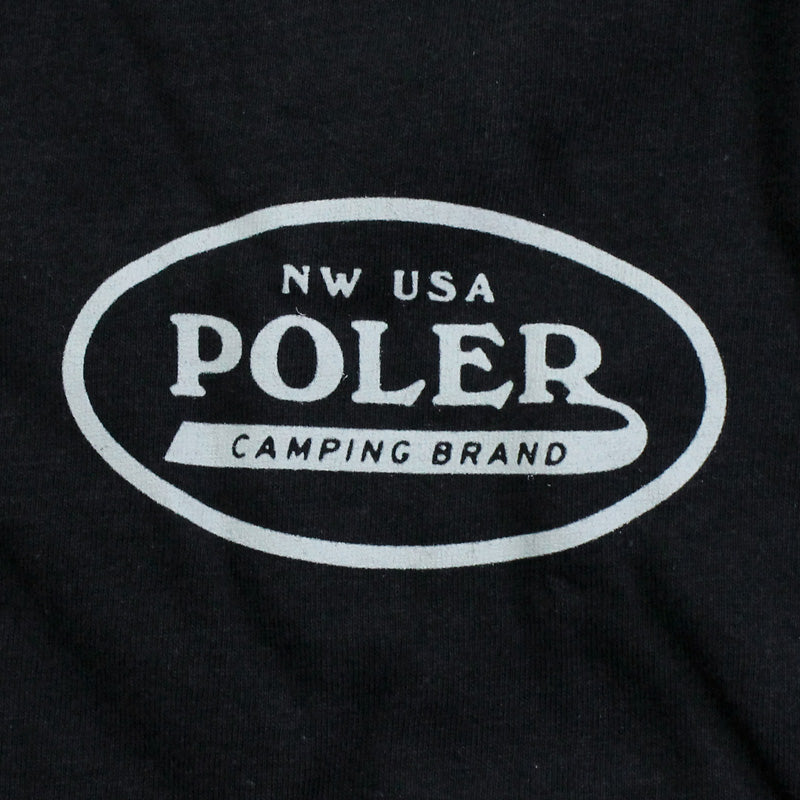 NW USA
POLER
CAMPING BRAND